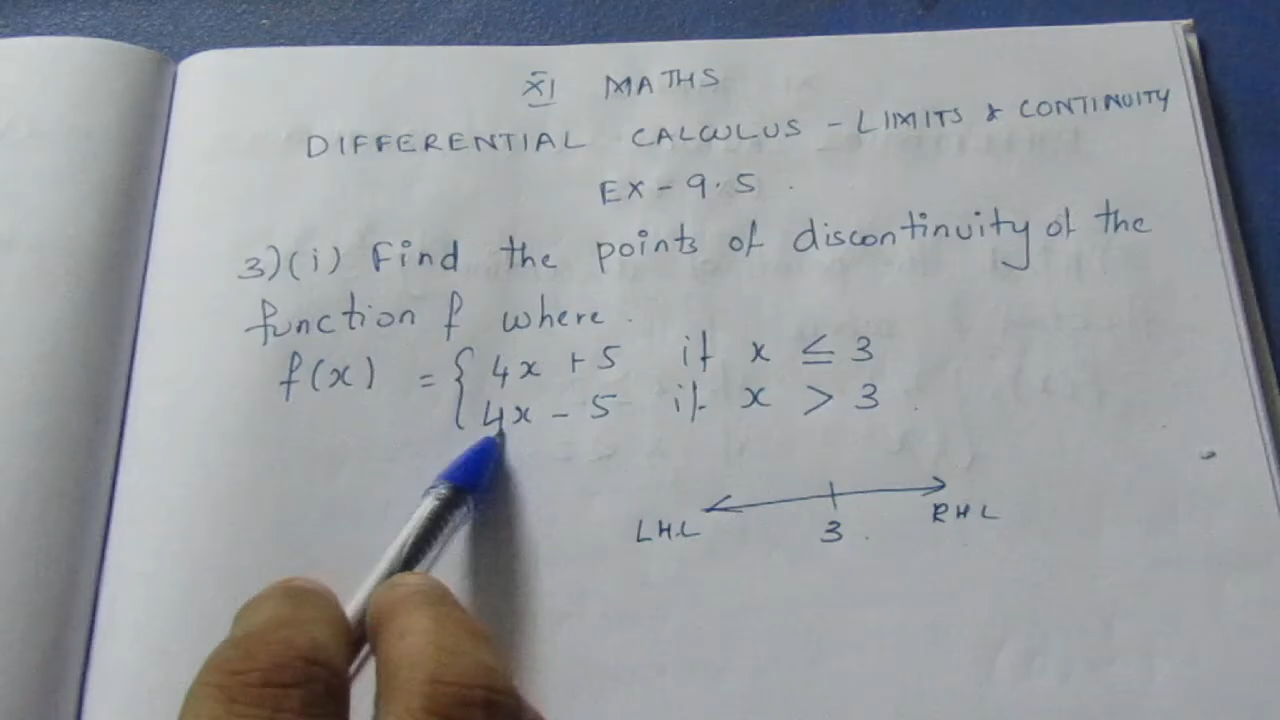 XI MATHS
DIFFERENTIAL CALCULUS - LIMITS & CONTINUITY
EX - 9.5.
3)(i) Find the points of discontinuity of the
function f where.
f(x) = { 4x + 5 if x ≤ 3
4x - 5 if x > 3.
LHL 3. RHL